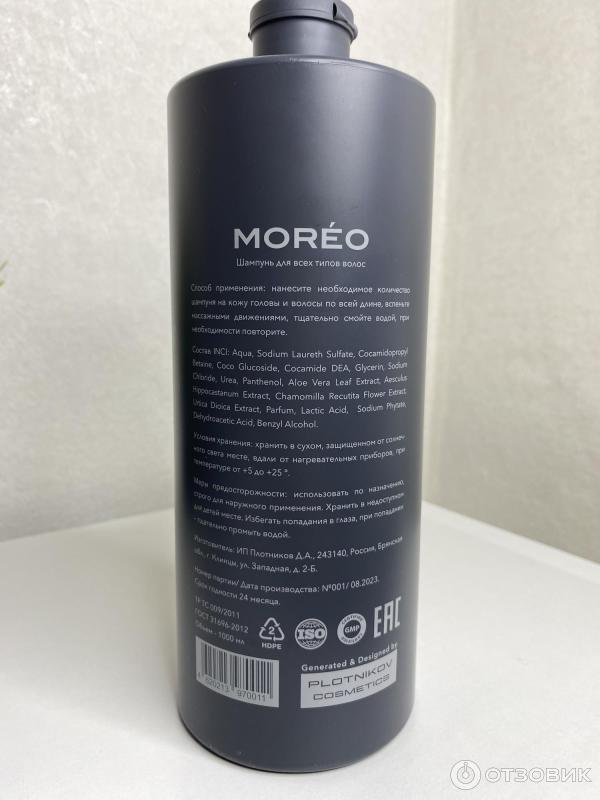 MORÉO
Шампунь для всех типов волос
Способ применения: нанесите необходимое количество
шампуня на кожу головы и волосы по всей длине, вспеньте
массажными движениями, тщательно смойте водой, при
необходимости повторите.
Состав INCI: Aqua, Sodium Laureth Sulfate, Cocamidopropyl
Betaine, Coco Glucoside, Cocamide DEA, Glycerin, Sodium
Chloride, Urea, Panthenol, Aloe Vera Leaf Extract, Aesculus
Hippocastanum Extract, Chamomilla Recutita Flower Extract,
Urtica Dioica Extract, Parfum, Lactic Acid, Sodium Phytate,
Dehydroacetic Acid, Benzyl Alcohol.
Условия хранения: хранить в сухом, защищенном от солнеч-
ного света месте, вдали от нагревательных приборов, при
температуре от +5 до +25 °.
Меры предосторожности: использовать по назначению,
строго для наружного применения. Хранить в недоступном
для детей месте. Избегать попадания в глаза, при попадании
- тщательно промыть водой.
Изготовитель: ИП Плотников Д.А., 243140, Россия, Брянская
обл., г. Клинцы, ул. Западная, д. 2-Б.
Номер партии/ Дата производства: №001/ 08.2023.
Срок годности 24 месяца.
ТР ТС 009/2011
ГОСТ 31696-2012
Объем - 1000 мл
2
HDPE
ISO
GMP
EAC
Generated & Designed by
PLOTNIKOV
COSMETICS
4 620213 970011
ОТЗОВИК